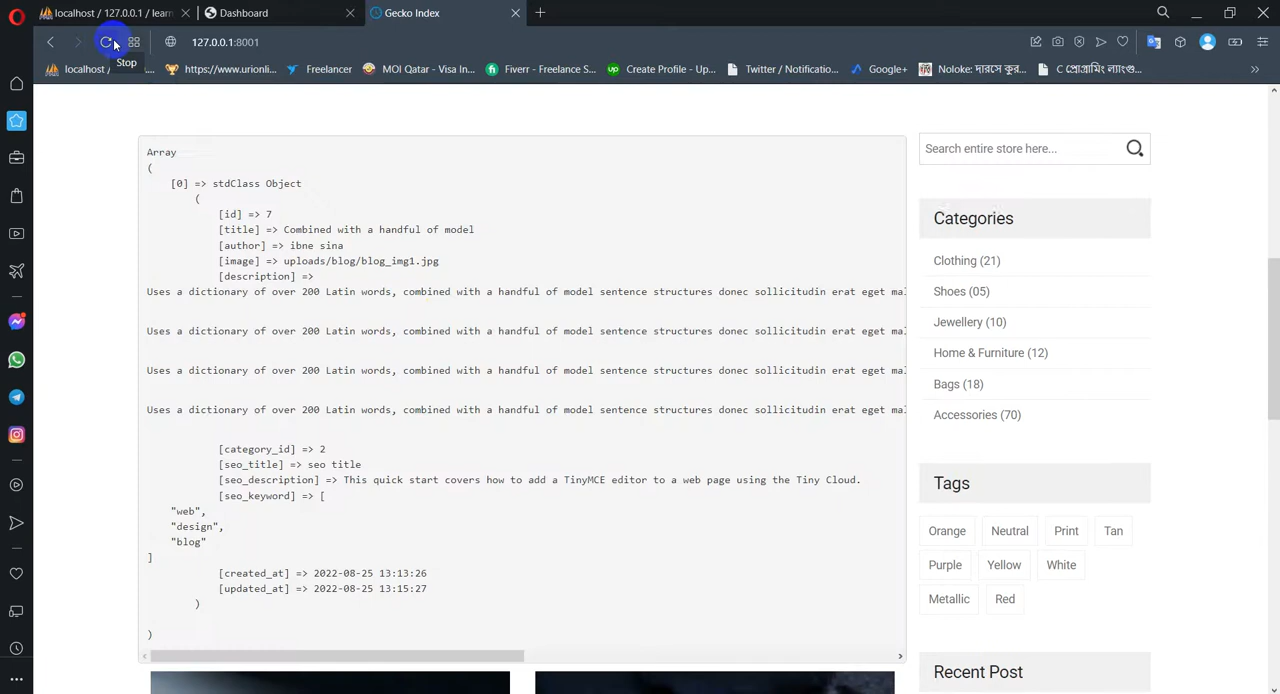 localhost / 127.0.0.1 / learn
Dashboard
Gecko Index
127.0.0.1:8001
Stop
localhost /
https://www.urionli...
Freelancer
MOI Qatar - Visa In...
Fiverr - Freelance S...
Create Profile - Up...
Twitter / Notificatio...
Google+
Noloke: দারসে কুর...
C প্রোগ্রামিং ল্যাংগু...
Array
(
[0] => stdClass Object
(
[id] => 7
[title] => Combined with a handful of model
[author] => ibne sina
[image] => uploads/blog/blog_img1.jpg
[description] =>
Uses a dictionary of over 200 Latin words, combined with a handful of model sentence structures donec sollicitudin erat eget mal
Uses a dictionary of over 200 Latin words, combined with a handful of model sentence structures donec sollicitudin erat eget mal
Uses a dictionary of over 200 Latin words, combined with a handful of model sentence structures donec sollicitudin erat eget mal
Uses a dictionary of over 200 Latin words, combined with a handful of model sentence structures donec sollicitudin erat eget mal
[category_id] => 2
[seo_title] => seo title
[seo_description] => This quick start covers how to add a TinyMCE editor to a web page using the Tiny Cloud.
[seo_keyword] => [
"web",
"design",
"blog"
]
[created_at] => 2022-08-25 13:13:26
[updated_at] => 2022-08-25 13:15:27
)
)
Search entire store here...
Categories
Clothing (21)
Shoes (05)
Jewellery (10)
Home & Furniture (12)
Bags (18)
Accessories (70)
Tags
Orange Neutral Print Tan
Purple Yellow White
Metallic Red
Recent Post